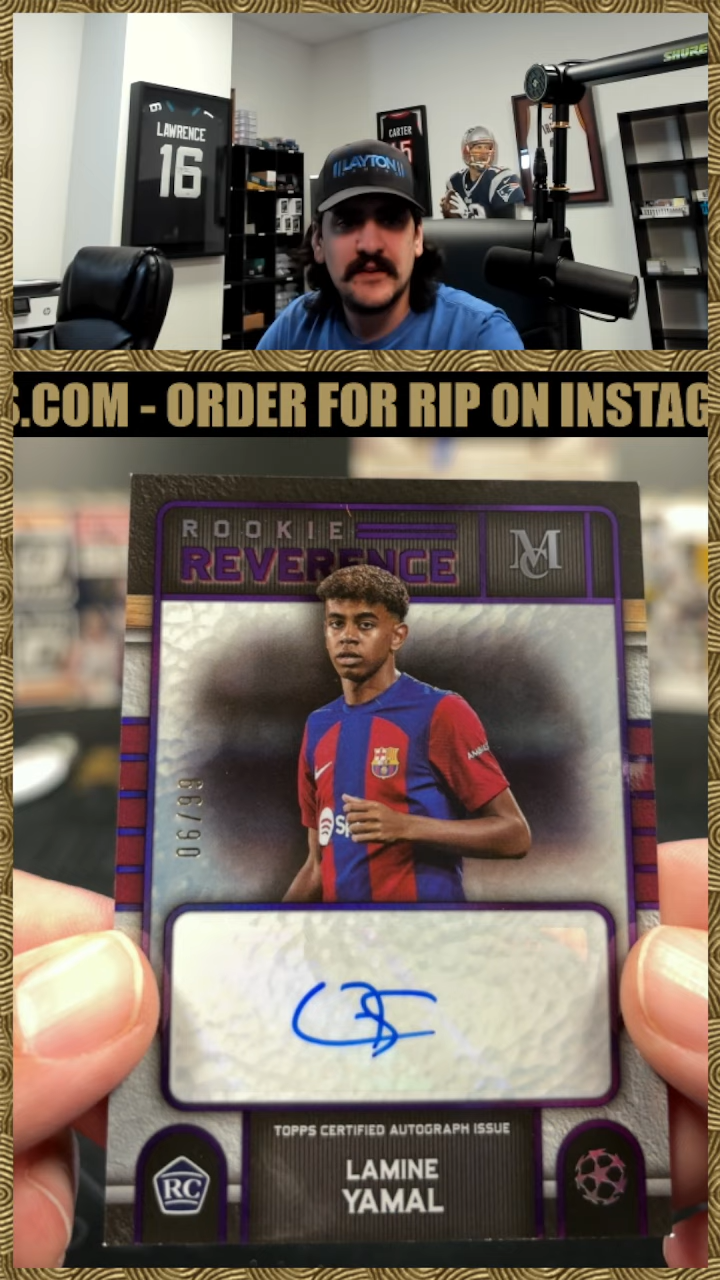 SHURE
LAWRENCE
16
CARTER
LAYTON
S.COM - ORDER FOR RIP ON INSTAG
ROOKIE
REVERENCE
MC
06/99
TOPPS CERTIFIED AUTOGRAPH ISSUE
RC
LAMINE
YAMAL